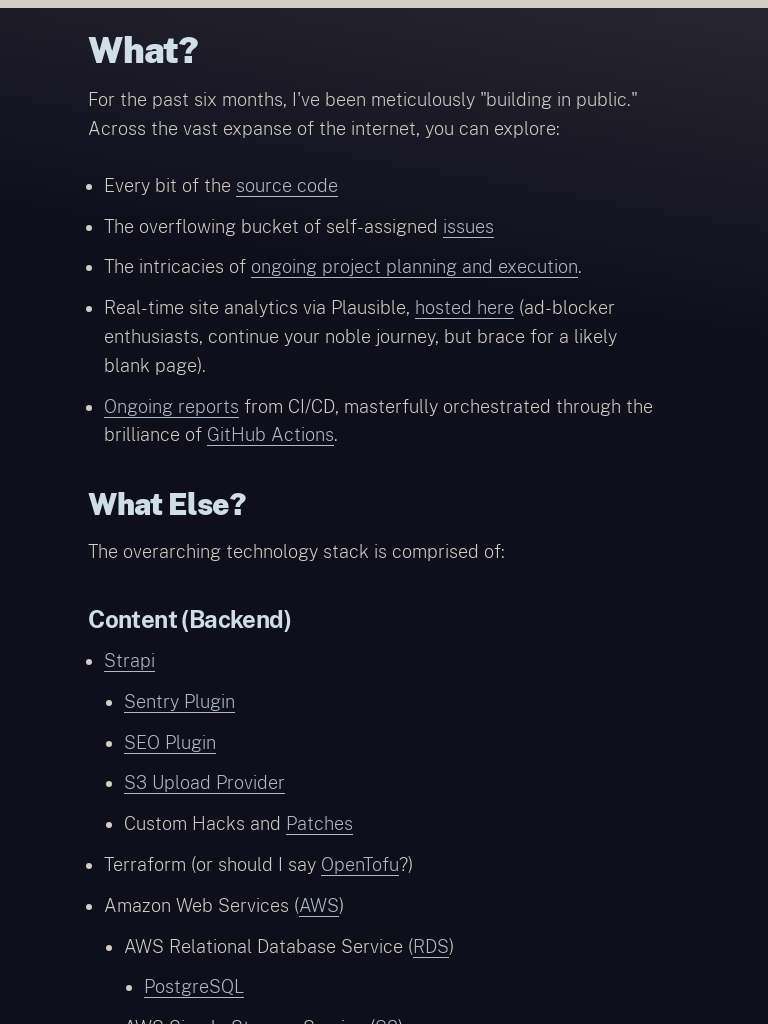 What?
For the past six months, I've been meticulously "building in public."
Across the vast expanse of the internet, you can explore:
Every bit of the source code
The overflowing bucket of self-assigned issues
The intricacies of ongoing project planning and execution.
Real-time site analytics via Plausible, hosted here (ad-blocker
enthusiasts, continue your noble journey, but brace for a likely
blank page).
Ongoing reports from CI/CD, masterfully orchestrated through the
brilliance of GitHub Actions.
What Else?
The overarching technology stack is comprised of:
Content (Backend)
Strapi
Sentry Plugin
SEO Plugin
S3 Upload Provider
Custom Hacks and Patches
Terraform (or should I say OpenTofu?)
Amazon Web Services (AWS)
AWS Relational Database Service (RDS)
PostgreSQL